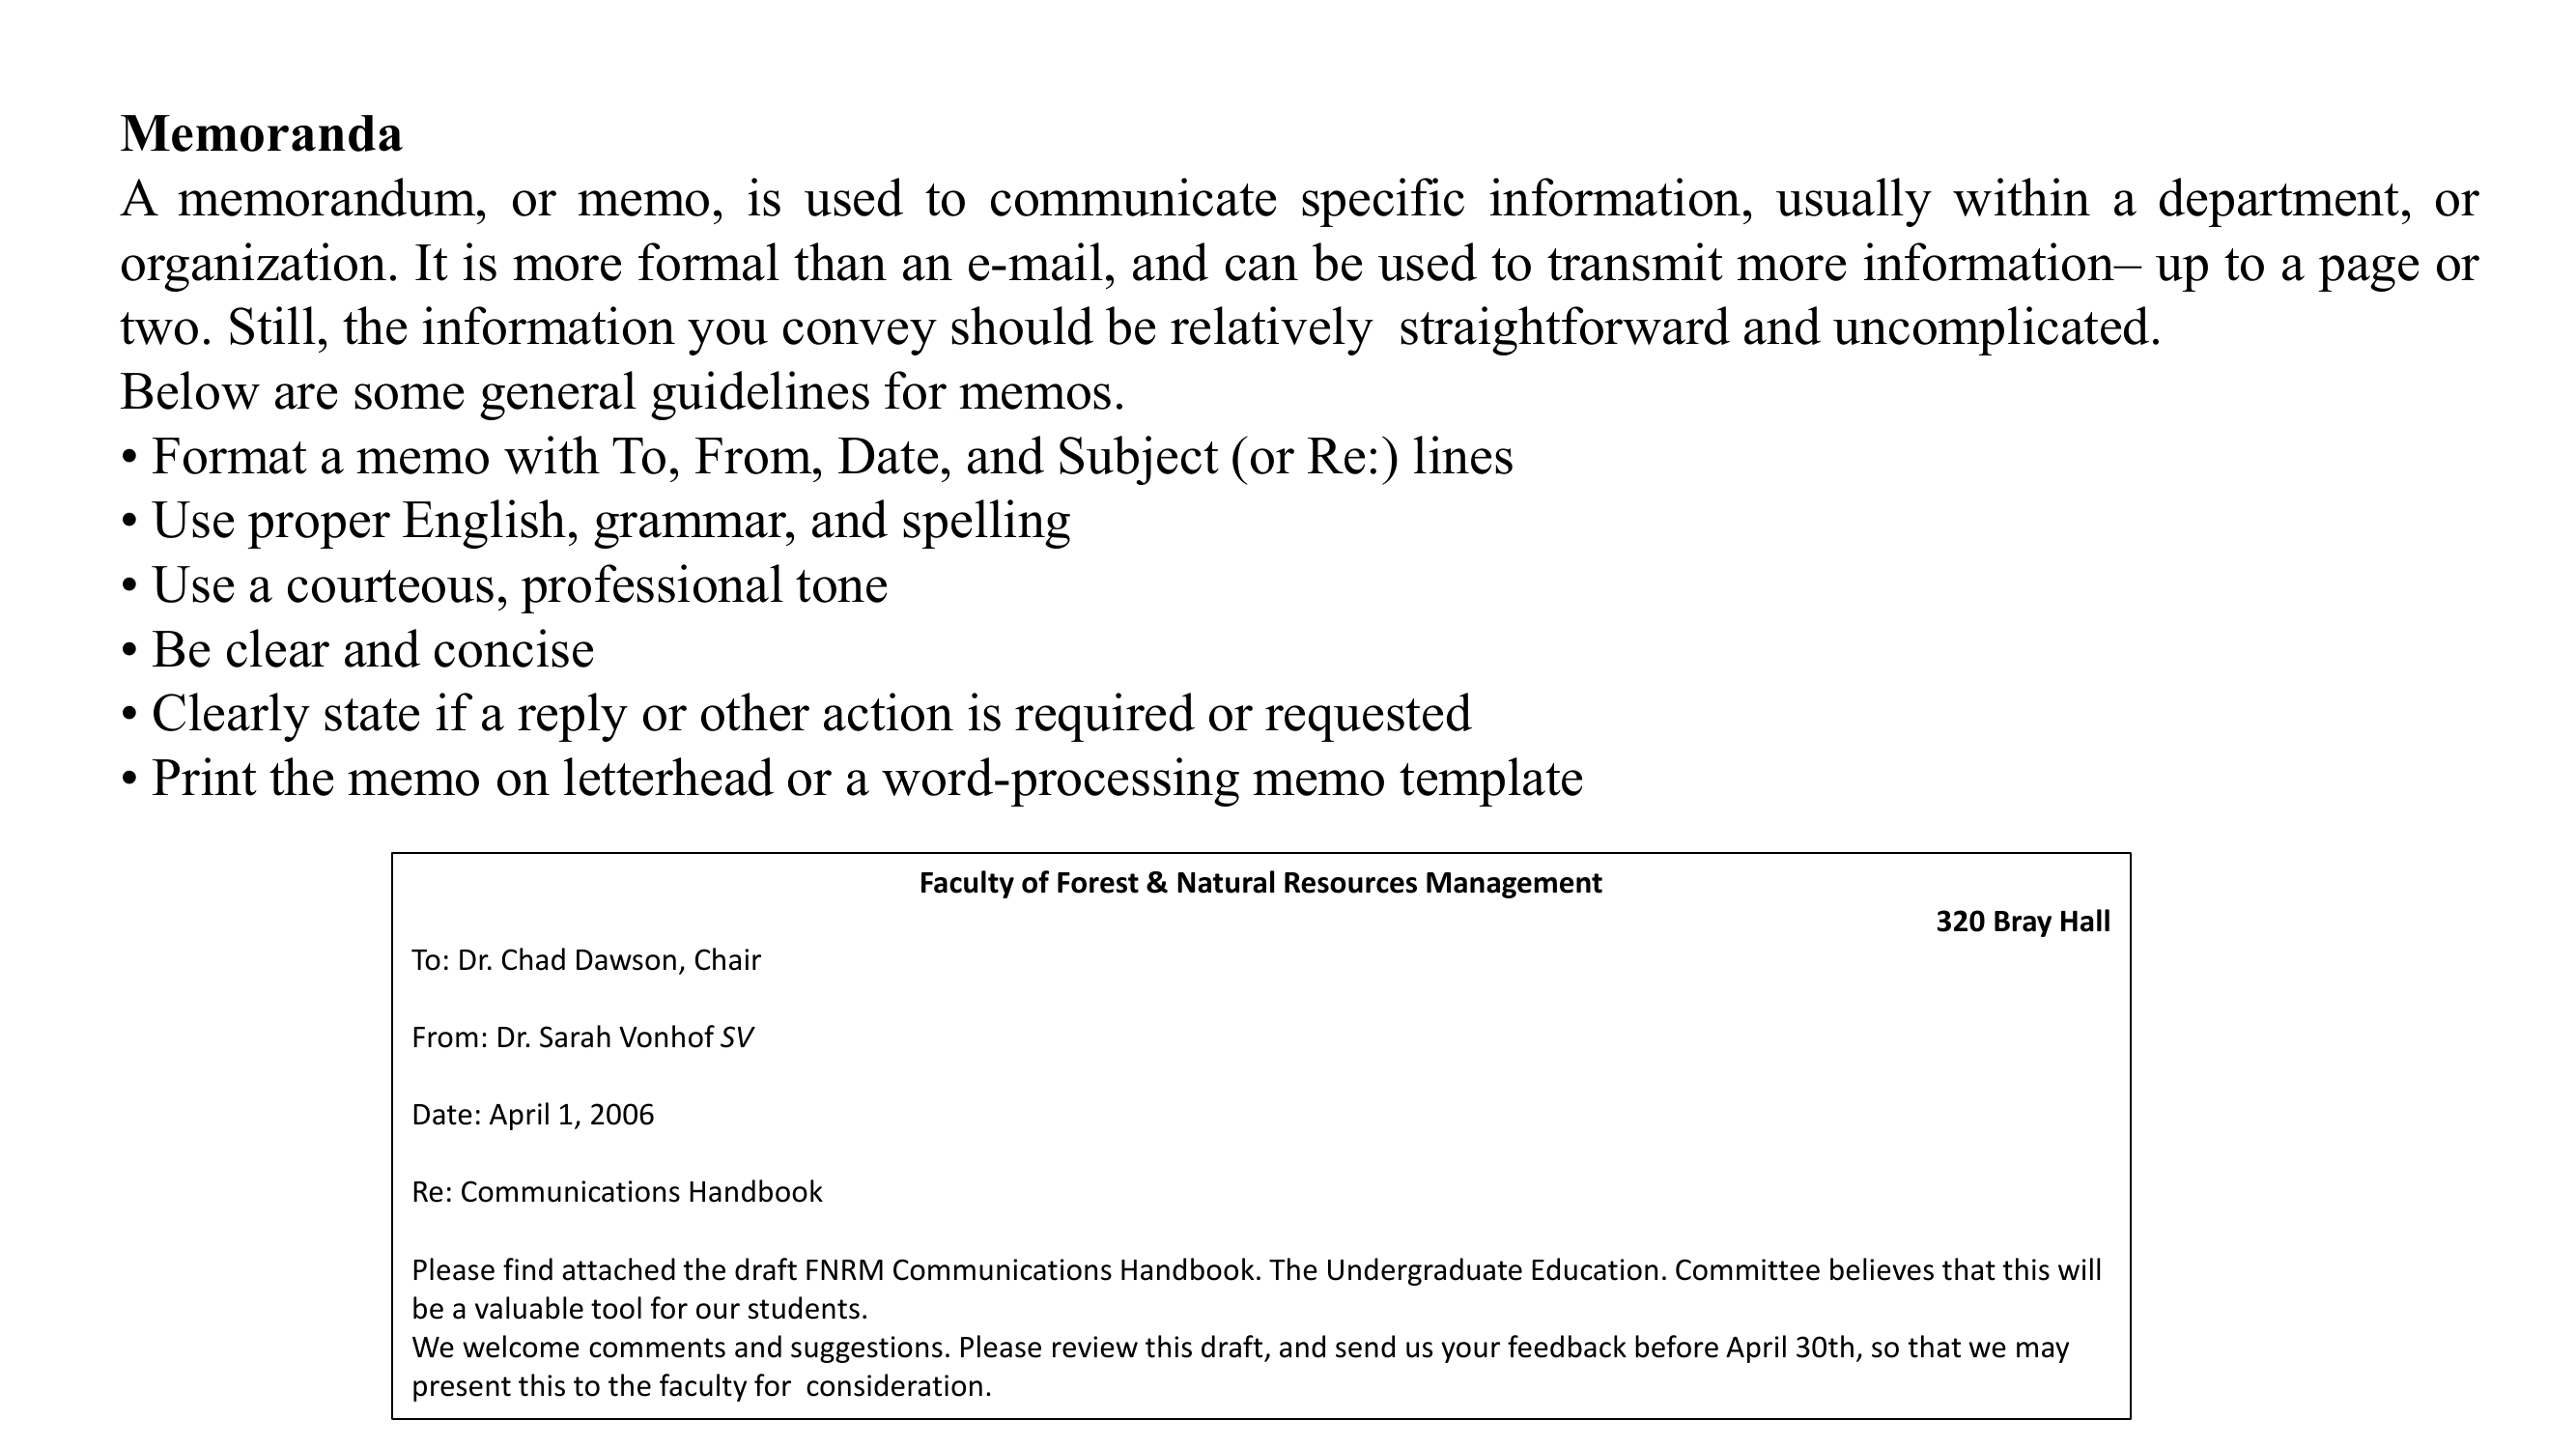 Memoranda
A memorandum, or memo, is used to communicate specific information, usually within a department, or
organization. It is more formal than an e-mail, and can be used to transmit more information– up to a page or
two. Still, the information you convey should be relatively  straightforward and uncomplicated.
Below are some general guidelines for memos.
• Format a memo with To, From, Date, and Subject (or Re:) lines
• Use proper English, grammar, and spelling
• Use a courteous, professional tone
• Be clear and concise
• Clearly state if a reply or other action is required or requested
• Print the memo on letterhead or a word-processing memo template
Faculty of Forest & Natural Resources Management
320 Bray Hall
To: Dr. Chad Dawson, Chair
From: Dr. Sarah Vonhof SV
Date: April 1, 2006
Re: Communications Handbook
Please find attached the draft FNRM Communications Handbook. The Undergraduate Education. Committee believes that this will
be a valuable tool for our students.
We welcome comments and suggestions. Please review this draft, and send us your feedback before April 30th, so that we may
present this to the faculty for  consideration.